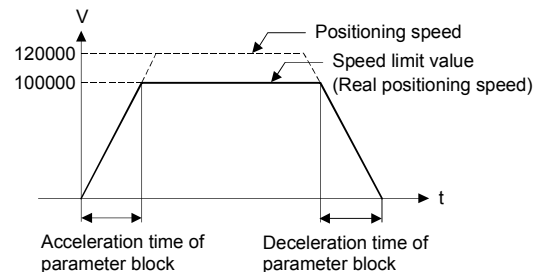 V
Positioning speed
120000
Speed limit value
100000
(Real positioning speed)
t
Acceleration time of
parameter block
Deceleration time of
parameter block